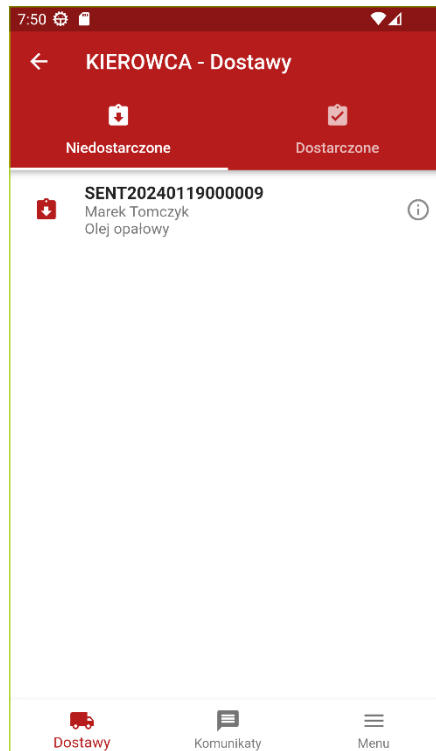 7:50
KIEROWCA - Dostawy
Niedostarczone
Dostarczone
SENT20240119000009
Marek Tomczyk
Olej opałowy
Dostawy
Komunikaty
Menu